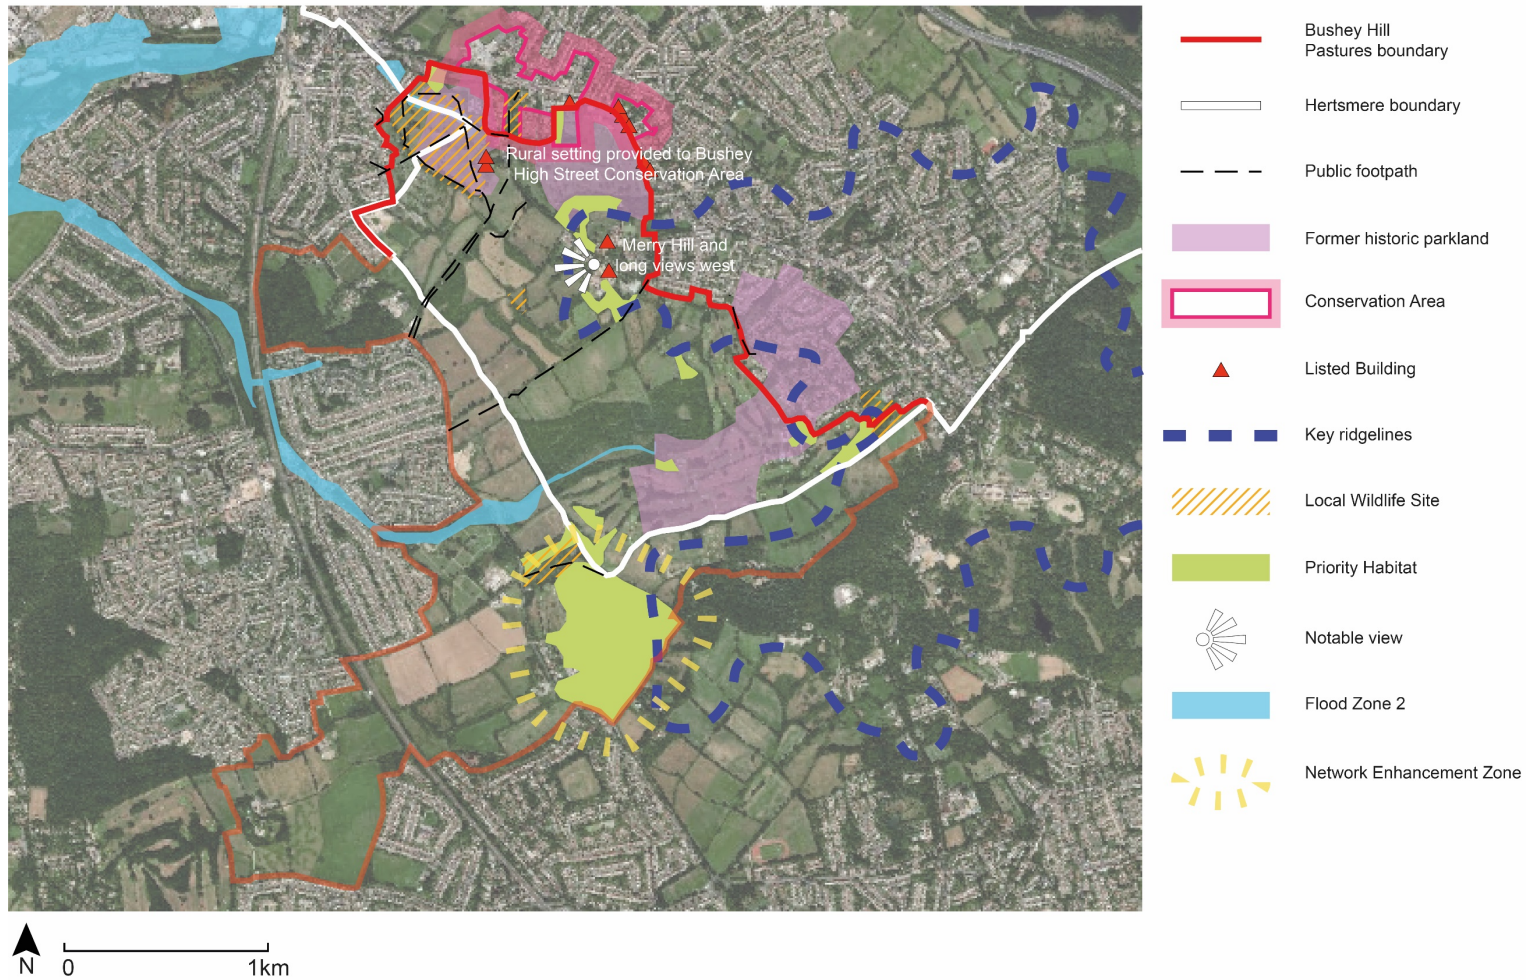 Rural setting provided to Bushey
High Street Conservation Area
Merry Hill and
long views west
Bushey Hill
Pastures boundary
Hertsmere boundary
Public footpath
Former historic parkland
Conservation Area
Listed Building
Key ridgelines
Local Wildlife Site
Priority Habitat
Notable view
Flood Zone 2
Network Enhancement Zone
N
0 1km